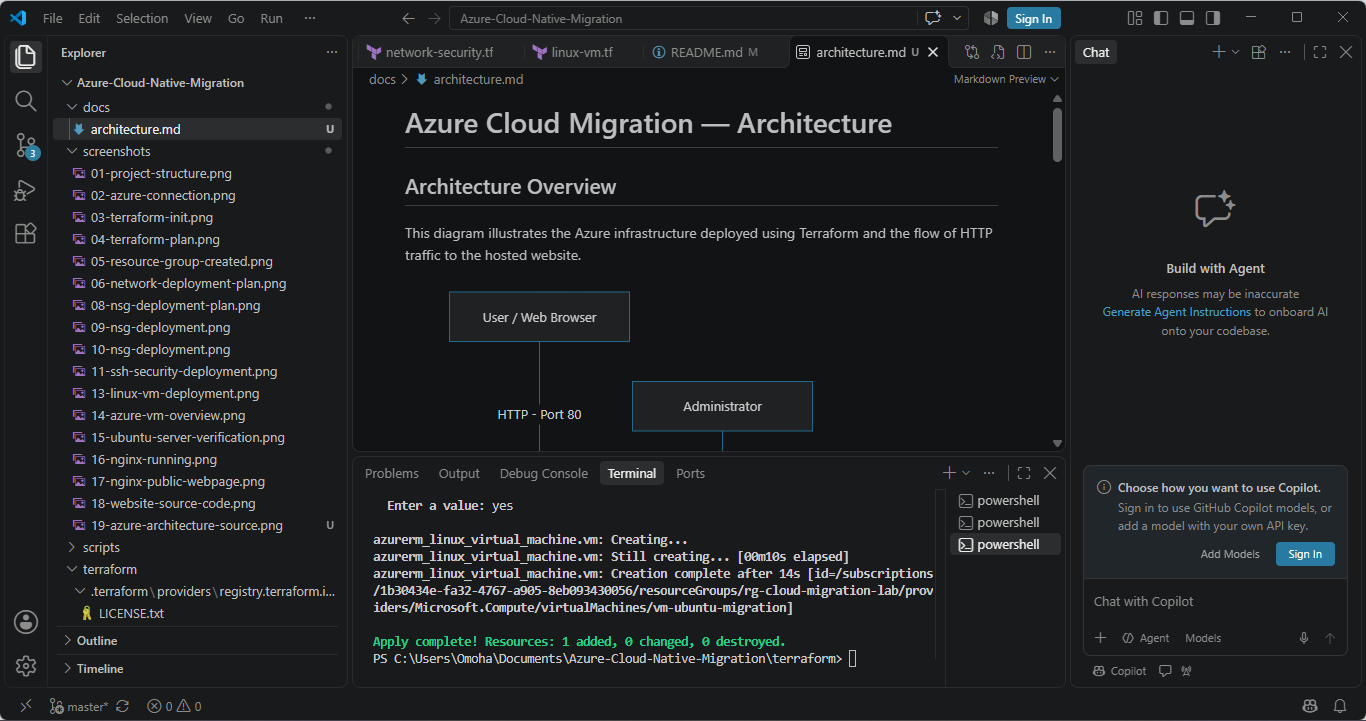 File Edit Selection View Go Run ···
Azure-Cloud-Native-Migration
Sign In
Explorer
Azure-Cloud-Native-Migration
docs
architecture.md U
screenshots
01-project-structure.png
02-azure-connection.png
03-terraform-init.png
04-terraform-plan.png
05-resource-group-created.png
06-network-deployment-plan.png
08-nsg-deployment-plan.png
09-nsg-deployment.png
10-nsg-deployment.png
11-ssh-security-deployment.png
13-linux-vm-deployment.png
14-azure-vm-overview.png
15-ubuntu-server-verification.png
16-nginx-running.png
17-nginx-public-webpage.png
18-website-source-code.png
19-azure-architecture-source.png U
scripts
terraform
.terraform\providers\registry.terraform.i...
LICENSE.txt
Outline
Timeline
3
network-security.tf
linux-vm.tf
README.md M
architecture.md U
docs > architecture.md
Markdown Preview
Azure Cloud Migration — Architecture
Architecture Overview
This diagram illustrates the Azure infrastructure deployed using Terraform and the flow of HTTP
traffic to the hosted website.
User / Web Browser
Administrator
HTTP - Port 80
Problems Output Debug Console Terminal Ports
Enter a value: yes
azurerm_linux_virtual_machine.vm: Creating...
azurerm_linux_virtual_machine.vm: Still creating... [00m10s elapsed]
azurerm_linux_virtual_machine.vm: Creation complete after 14s [id=/subscriptions
/1b30434e-fa32-4767-a905-8eb093430056/resourceGroups/rg-cloud-migration-lab/prov
iders/Microsoft.Compute/virtualMachines/vm-ubuntu-migration]
Apply complete! Resources: 1 added, 0 changed, 0 destroyed.
PS C:\Users\Omoha\Documents\Azure-Cloud-Native-Migration\terraform>
powershell
powershell
powershell
Chat
Build with Agent
AI responses may be inaccurate
Generate Agent Instructions to onboard AI
onto your codebase.
Choose how you want to use Copilot.
Sign in to use GitHub Copilot models, or
add a model with your own API key.
Add Models Sign In
Chat with Copilot
Agent Models
Copilot
master* 0 0